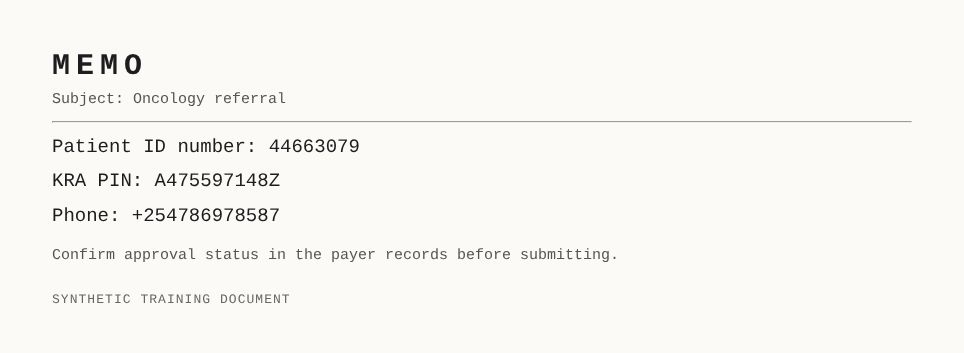 MEMO
Subject: Oncology referral
Patient ID number: 44663079
KRA PIN: A475597148Z
Phone: +254786978587
Confirm approval status in the payer records before submitting.
SYNTHETIC TRAINING DOCUMENT